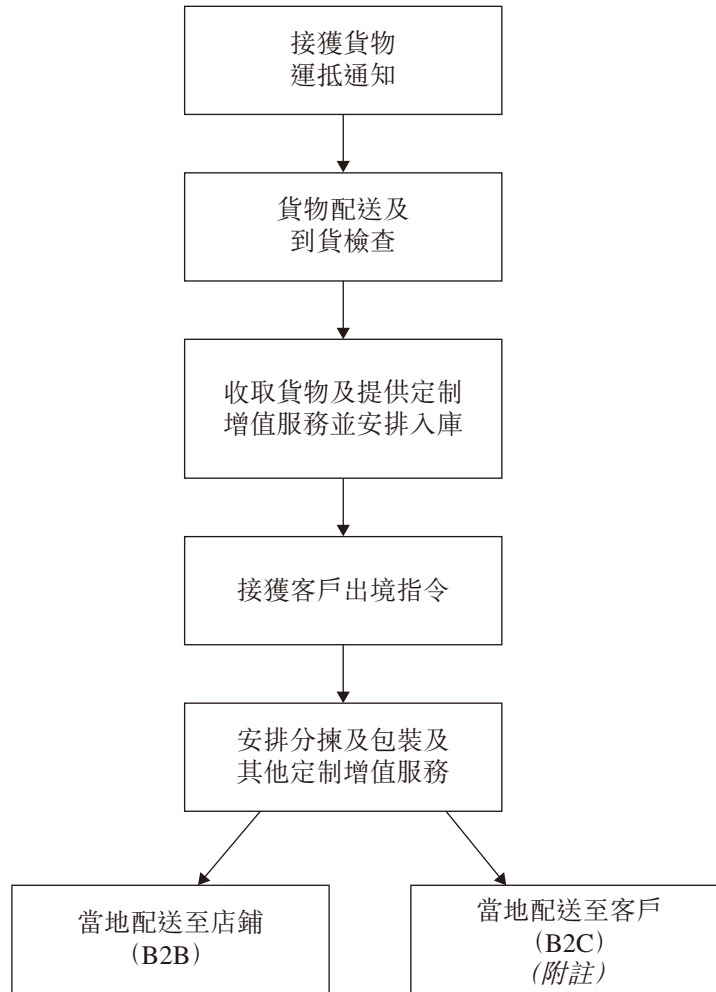 接獲貨物
運抵通知
貨物配送及
到貨檢查
收取貨物及提供定制
增值服務並安排入庫
接獲客戶出境指令
安排分揀及包裝及
其他定制增值服務
當地配送至店鋪
（B2B）
當地配送至客戶
（B2C）
（附註）